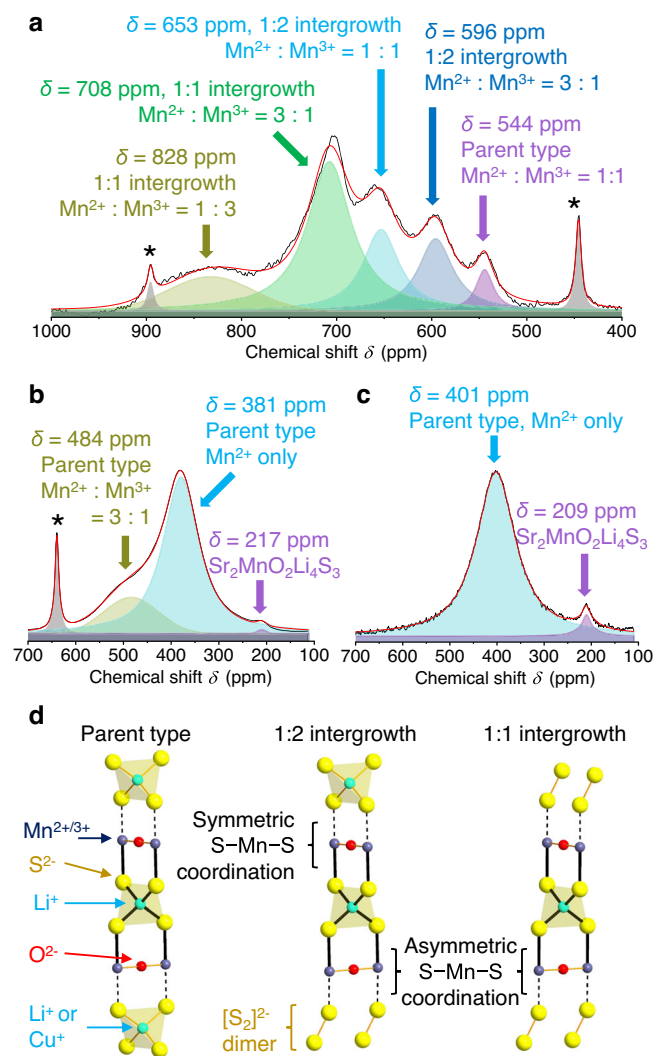 a
δ = 653 ppm, 1:2 intergrowth
Mn2+ : Mn3+ = 1 : 1
δ = 596 ppm
1:2 intergrowth
Mn2+ : Mn3+ = 3 : 1
δ = 708 ppm, 1:1 intergrowth
Mn2+ : Mn3+ = 3 : 1
δ = 544 ppm
Parent type
Mn2+ : Mn3+ = 1:1
δ = 828 ppm
1:1 intergrowth
Mn2+ : Mn3+ = 1 : 3
*
*
1000 900 800 700 600 500 400
Chemical shift δ (ppm)
b
δ = 381 ppm
Parent type
Mn2+ only
δ = 484 ppm
Parent type
Mn2+ : Mn3+
= 3 : 1
*
δ = 217 ppm
Sr2MnO2Li4S3
700 600 500 400 300 200 100
Chemical shift δ (ppm)
c
δ = 401 ppm
Parent type, Mn2+ only
δ = 209 ppm
Sr2MnO2Li4S3
700 600 500 400 300 200 100
Chemical shift δ (ppm)
d
Parent type
1:2 intergrowth
1:1 intergrowth
Mn2+/3+
S2-
Li+
O2-
Li+ or
Cu+
Symmetric
S–Mn–S
coordination
Asymmetric
S–Mn–S
coordination
[S2]2-
dimer